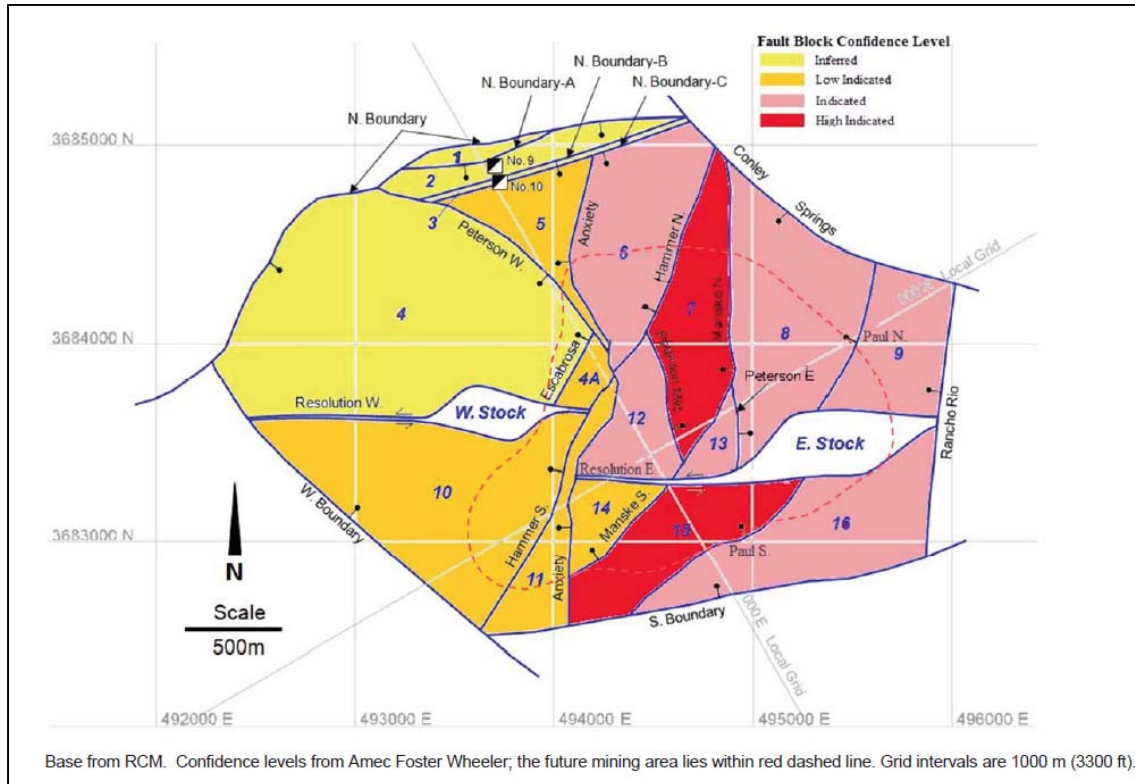 Fault Block Confidence Level
Inferred
Low Indicated
Indicated
High Indicated
N. Boundary-B
N. Boundary-A
N. Boundary-C
N. Boundary
3685000 N
1
No. 9
Conley
2
No.10
Springs
3
5
Anxiety
Peterson W.
6
Hammer N.
000 N Local Grid
4
7
Manske N.
8
3684000 N
Paul N.
9
Escabrosa
4A
Peterson E
Resolution W.
W. Stock
12
13
E. Stock
Rancho Rio
Resolution E.
10
14
Manske S.
W. Boundary
Hammer S.
15
16
3683000 N
Paul S.
11
Anxiety
N
Scale
500m
S. Boundary
000 E Local Grid
492000 E
493000 E
494000 E
495000 E
496000 E
Base from RCM. Confidence levels from Amec Foster Wheeler; the future mining area lies within red dashed line. Grid intervals are 1000 m (3300 ft).